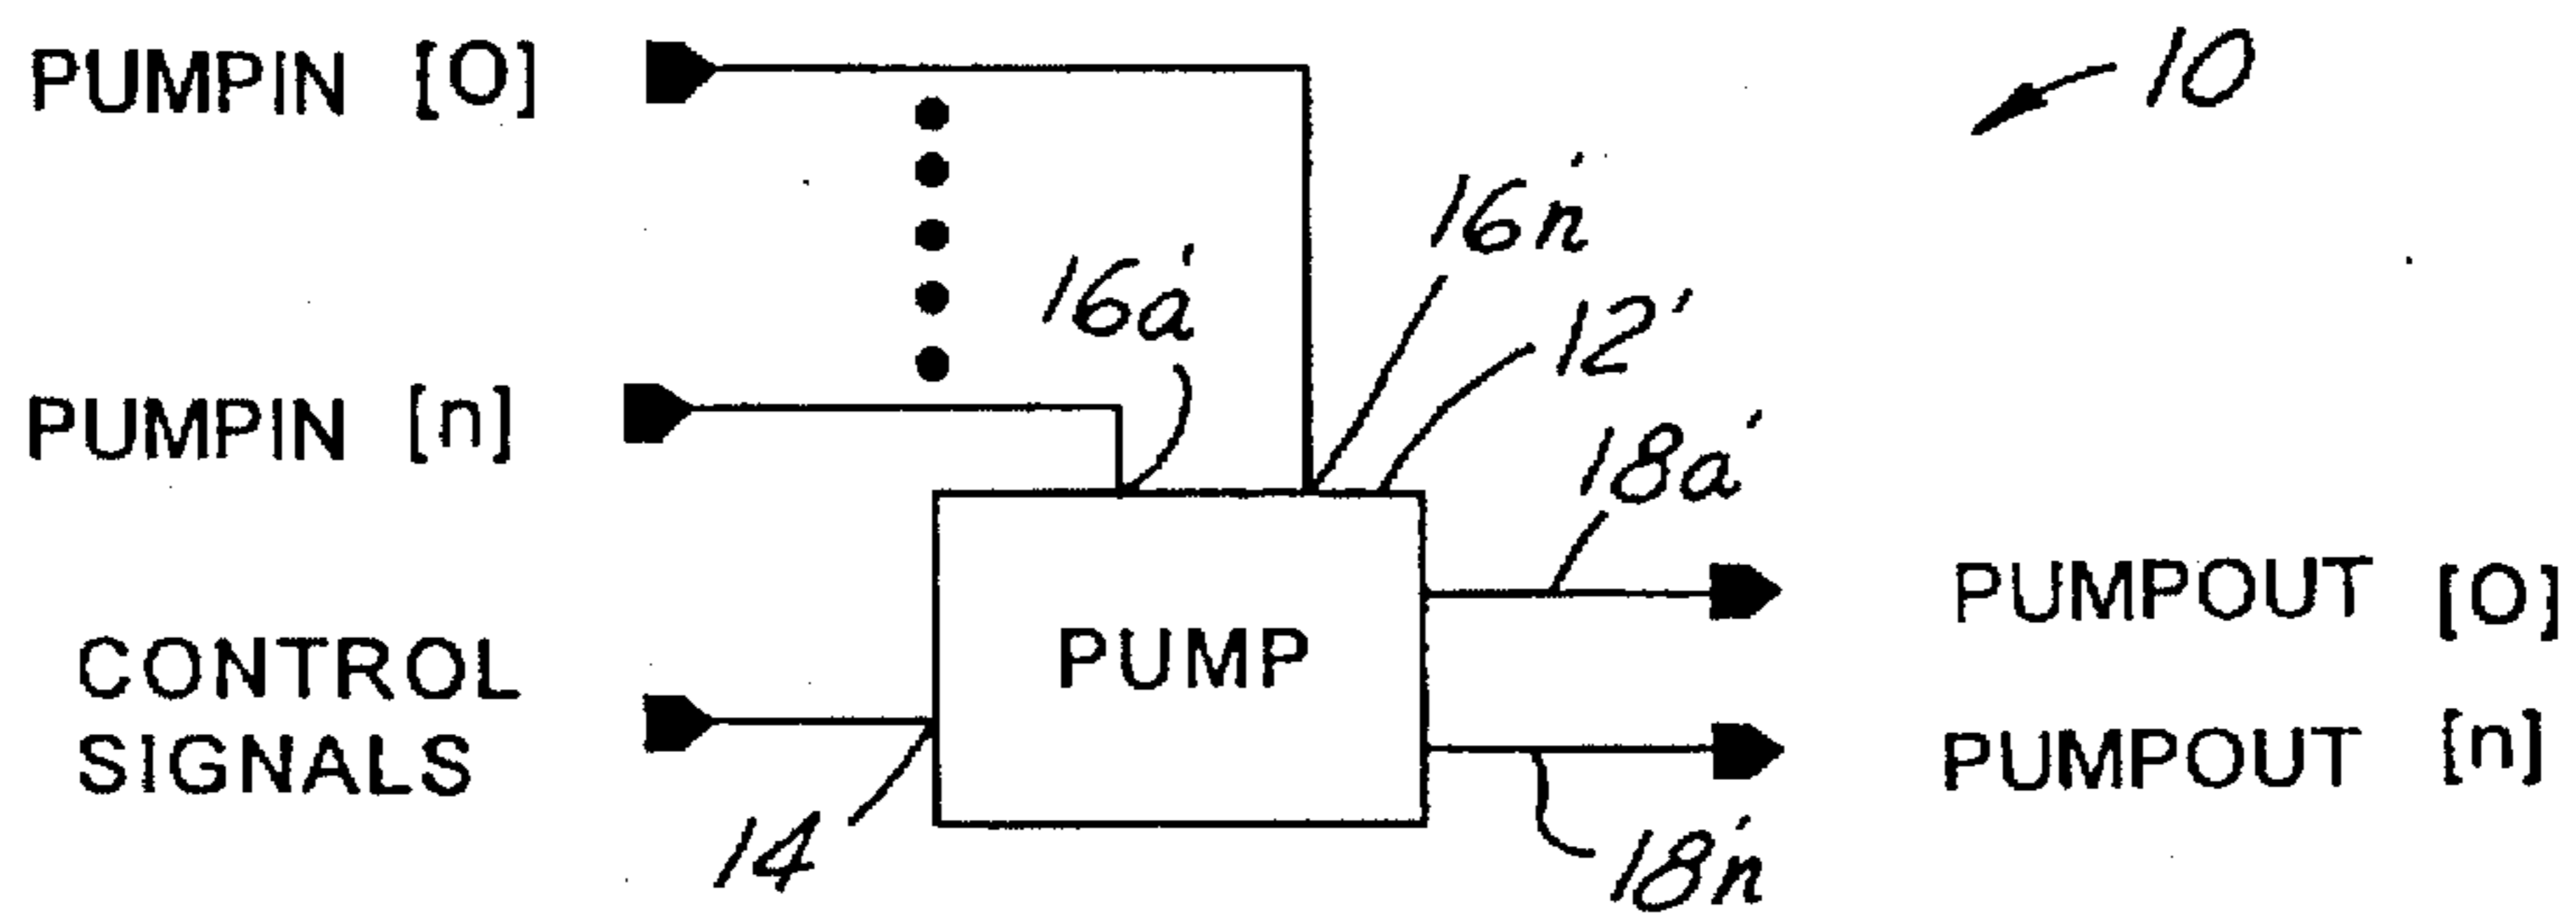 PUMPIN [0]
10
16n'
16a'
12'
PUMPIN [n]
18a'
PUMPOUT [0]
CONTROL
SIGNALS
PUMP
PUMPOUT [n]
14
18n'